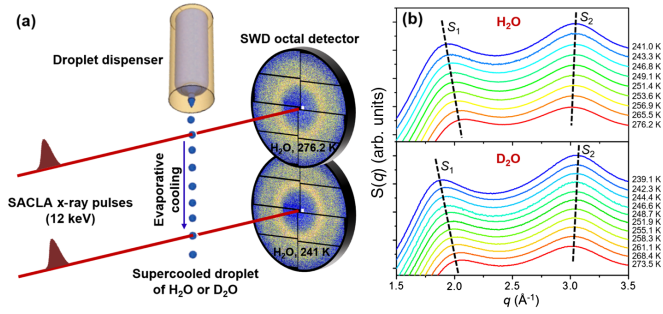 (a)
Droplet dispenser
SWD octal detector
H₂O, 276.2 K
Evaporative
cooling
SACLA x-ray pulses
(12 keV)
H₂O, 241 K
Supercooled droplet
of H₂O or D₂O
(b)
H₂O
S₁
S₂
241.0 K
243.3 K
246.8 K
249.1 K
251.4 K
253.6 K
256.9 K
265.5 K
276.2 K
S(q) (arb. units)
D₂O
S₁
S₂
239.1 K
242.3 K
244.4 K
246.6 K
248.7 K
251.9 K
255.1 K
258.3 K
261.1 K
268.4 K
273.5 K
1.5 2.0 2.5 3.0 3.5
q (Å⁻¹)